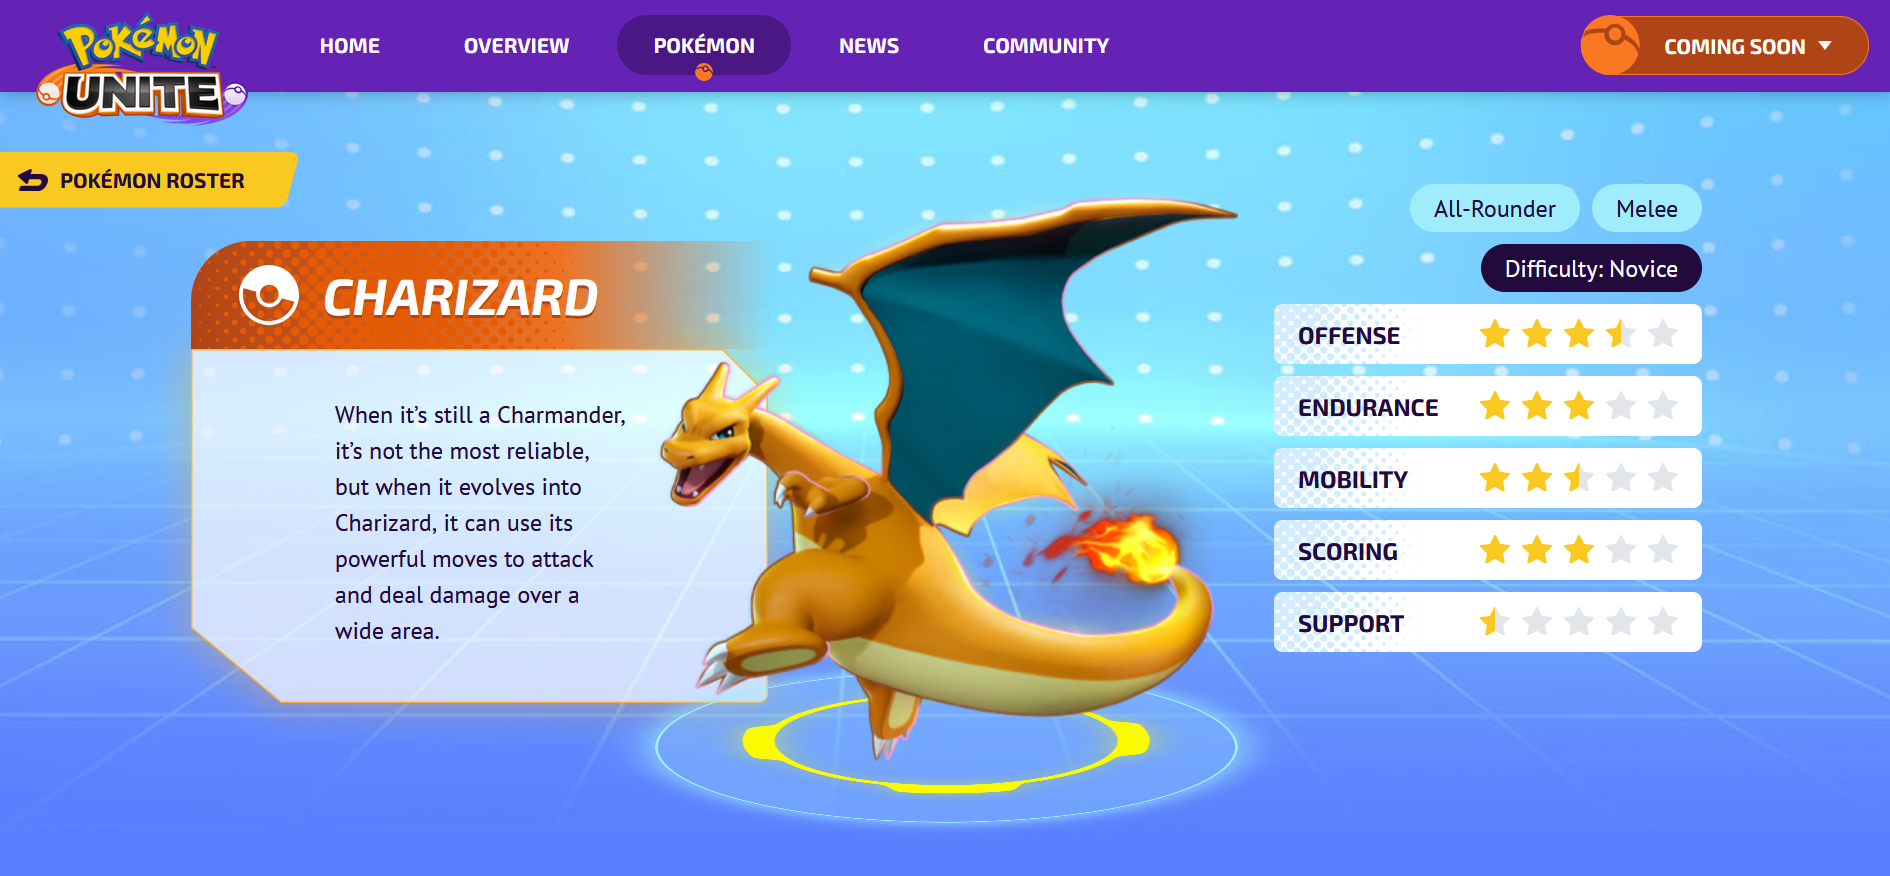 POKÉMON
UNITE
HOME
OVERVIEW
POKÉMON
NEWS
COMMUNITY
COMING SOON
POKÉMON ROSTER
CHARIZARD
When it’s still a Charmander,
it’s not the most reliable,
but when it evolves into
Charizard, it can use its
powerful moves to attack
and deal damage over a
wide area.
All-Rounder
Melee
Difficulty: Novice
OFFENSE
ENDURANCE
MOBILITY
SCORING
SUPPORT